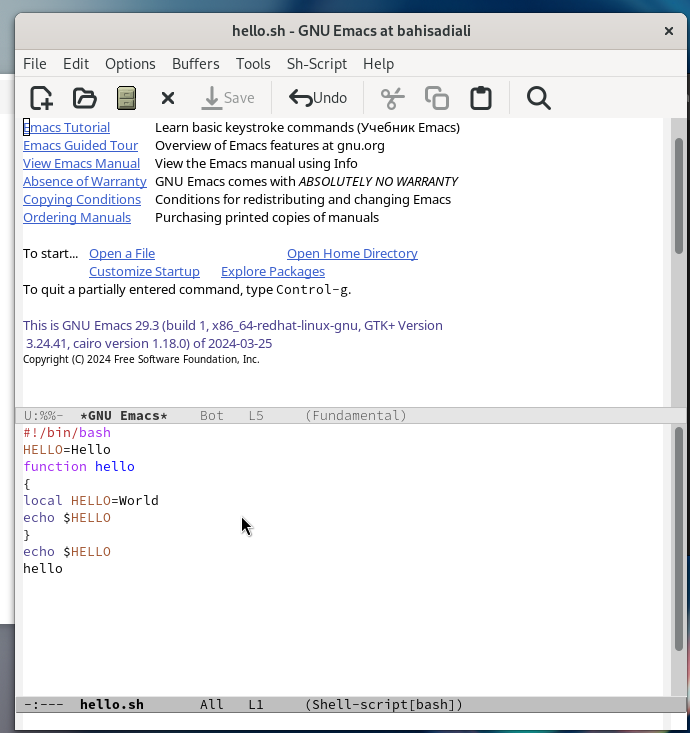 hello.sh - GNU Emacs at bahisadiali
File Edit Options Buffers Tools Sh-Script Help
Save Undo
Emacs Tutorial Learn basic keystroke commands (Учебник Emacs)
Emacs Guided Tour Overview of Emacs features at gnu.org
View Emacs Manual View the Emacs manual using Info
Absence of Warranty GNU Emacs comes with ABSOLUTELY NO WARRANTY
Copying Conditions Conditions for redistributing and changing Emacs
Ordering Manuals Purchasing printed copies of manuals
To start... Open a File Open Home Directory
Customize Startup Explore Packages
To quit a partially entered command, type Control-g.
This is GNU Emacs 29.3 (build 1, x86_64-redhat-linux-gnu, GTK+ Version
3.24.41, cairo version 1.18.0) of 2024-03-25
Copyright (C) 2024 Free Software Foundation, Inc.
U:%%- *GNU Emacs* Bot L5 (Fundamental)
#!/bin/bash
HELLO=Hello
function hello
{
local HELLO=World
echo $HELLO
}
echo $HELLO
hello
-:--- hello.sh All L1 (Shell-script[bash])